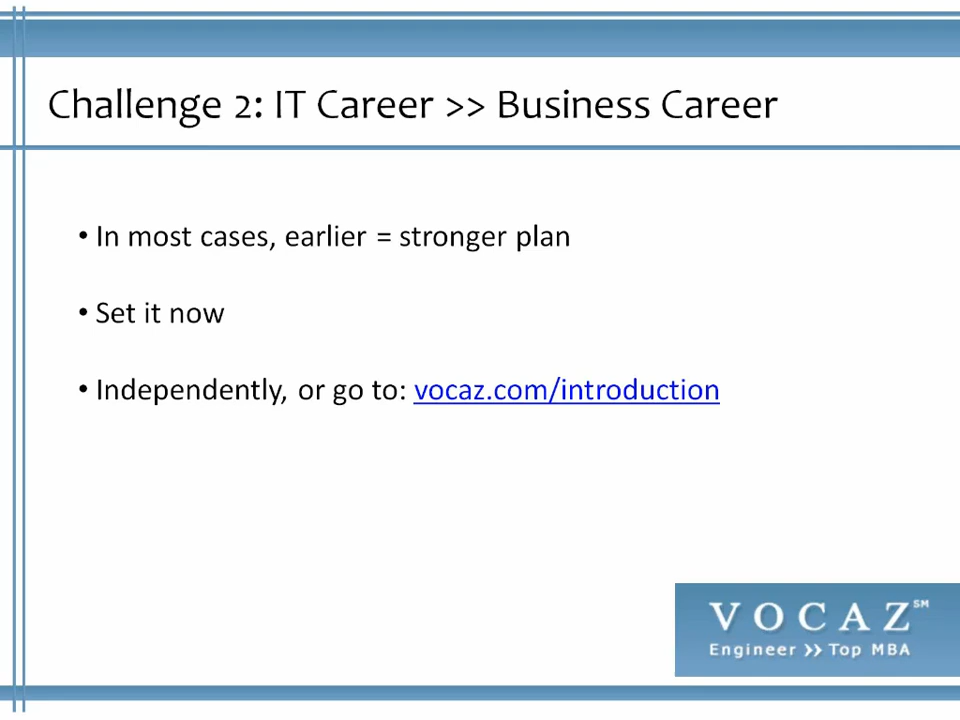 Challenge 2: IT Career >> Business Career
• In most cases, earlier = stronger plan
• Set it now
• Independently, or go to: vocaz.com/introduction
VOCAZ℠
Engineer >> Top MBA